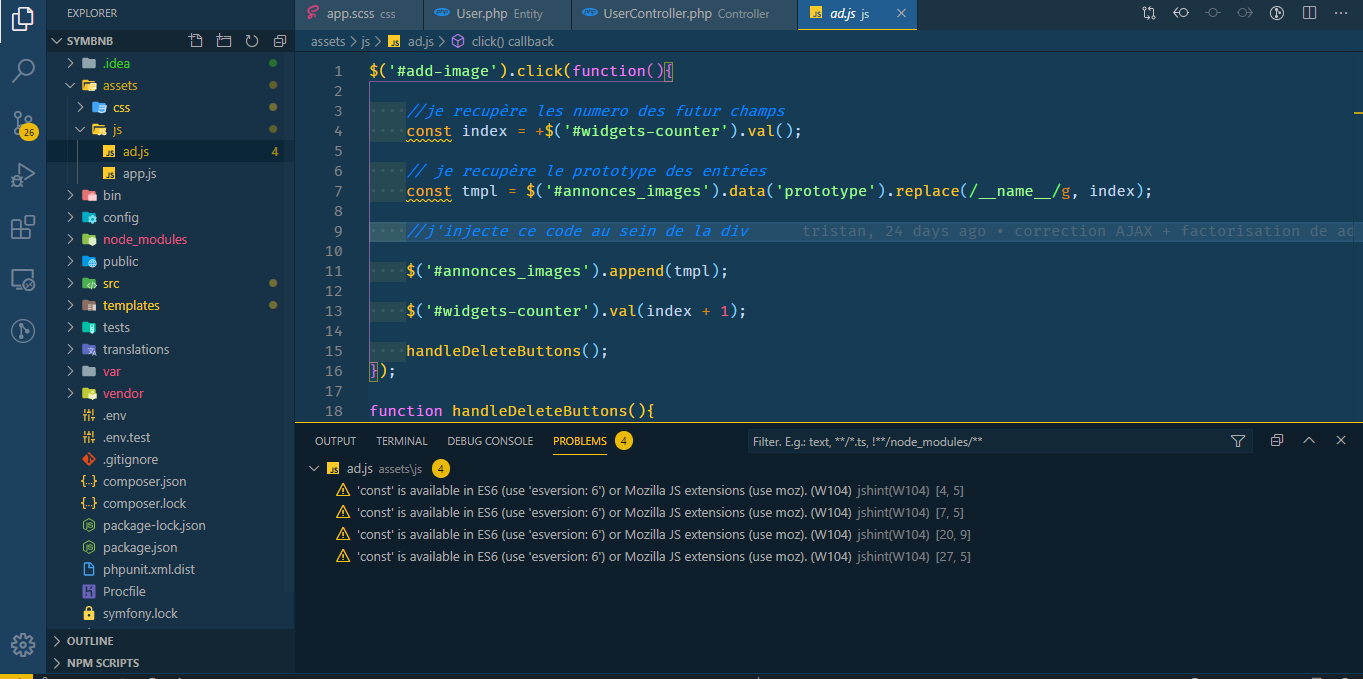 EXPLORER
SYMBNB
.idea
assets
css
js
ad.js 4
app.js
bin
config
node_modules
public
src
templates
tests
translations
var
vendor
.env
.env.test
.gitignore
composer.json
composer.lock
package-lock.json
package.json
phpunit.xml.dist
Procfile
symfony.lock
OUTLINE
NPM SCRIPTS
26
app.scss css
User.php Entity
UserController.php Controller
JS ad.js js
assets > js > JS ad.js > click() callback
1 $('#add-image').click(function(){
2
3 //je recupère les numero des futur champs
4 const index = +$('#widgets-counter').val();
5
6 // je recupère le prototype des entrées
7 const tmpl = $('#annonces_images').data('prototype').replace(/__name__/g, index);
8
9 //j'injecte ce code au sein de la div tristan, 24 days ago • correction AJAX + factorisation de ad
10
11 $('#annonces_images').append(tmpl);
12
13 $('#widgets-counter').val(index + 1);
14
15 handleDeleteButtons();
16 });
17
18 function handleDeleteButtons(){
OUTPUT TERMINAL DEBUG CONSOLE PROBLEMS 4
Filter. E.g.: text, **/*.ts, !**/node_modules/**
JS ad.js assets\js 4
'const' is available in ES6 (use 'esversion: 6') or Mozilla JS extensions (use moz). (W104) jshint(W104) [4, 5]
'const' is available in ES6 (use 'esversion: 6') or Mozilla JS extensions (use moz). (W104) jshint(W104) [7, 5]
'const' is available in ES6 (use 'esversion: 6') or Mozilla JS extensions (use moz). (W104) jshint(W104) [20, 9]
'const' is available in ES6 (use 'esversion: 6') or Mozilla JS extensions (use moz). (W104) jshint(W104) [27, 5]